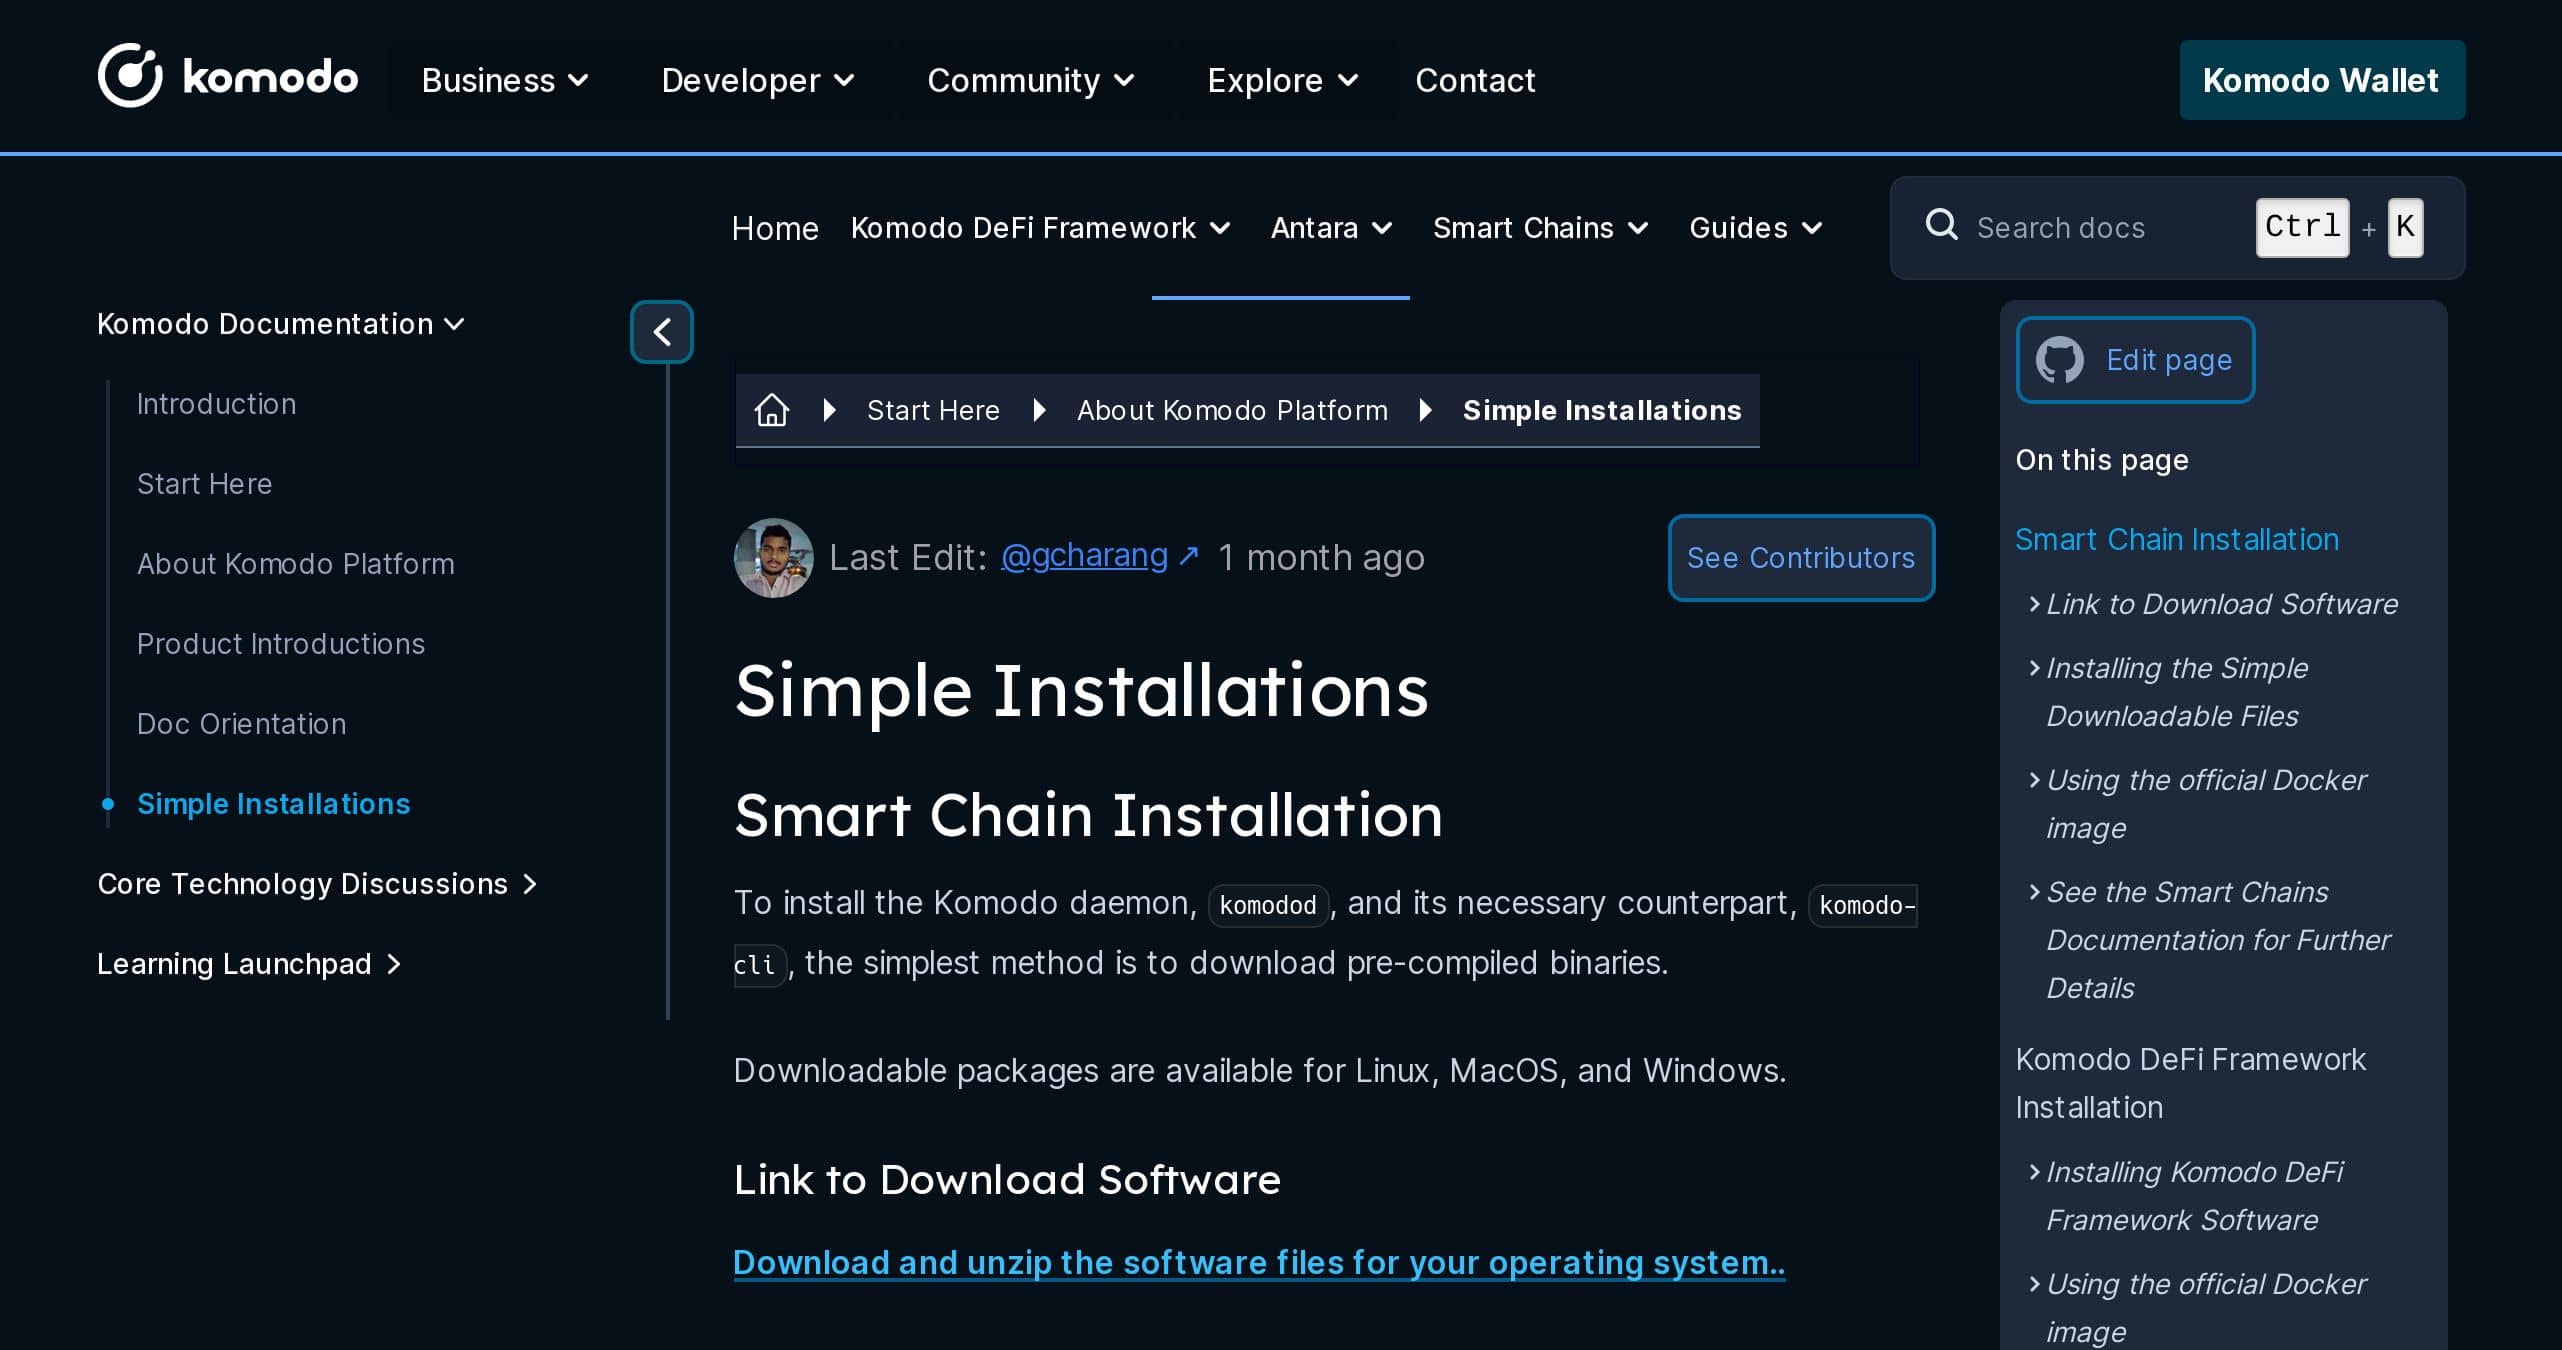 komodo Business Developer Community Explore Contact Komodo Wallet
Home Komodo DeFi Framework Antara Smart Chains Guides Search docs Ctrl + K
Komodo Documentation
Introduction
Start Here
About Komodo Platform
Product Introductions
Doc Orientation
Simple Installations
Core Technology Discussions
Learning Launchpad
Start Here About Komodo Platform Simple Installations
Last Edit: @gcharang ↗ 1 month ago See Contributors
Simple Installations
Smart Chain Installation
To install the Komodo daemon, komodod, and its necessary counterpart, komodo-
cli, the simplest method is to download pre-compiled binaries.
Downloadable packages are available for Linux, MacOS, and Windows.
Link to Download Software
Download and unzip the software files for your operating system..
Edit page
On this page
Smart Chain Installation
Link to Download Software
Installing the Simple
Downloadable Files
Using the official Docker
image
See the Smart Chains
Documentation for Further
Details
Komodo DeFi Framework
Installation
Installing Komodo DeFi
Framework Software
Using the official Docker
image